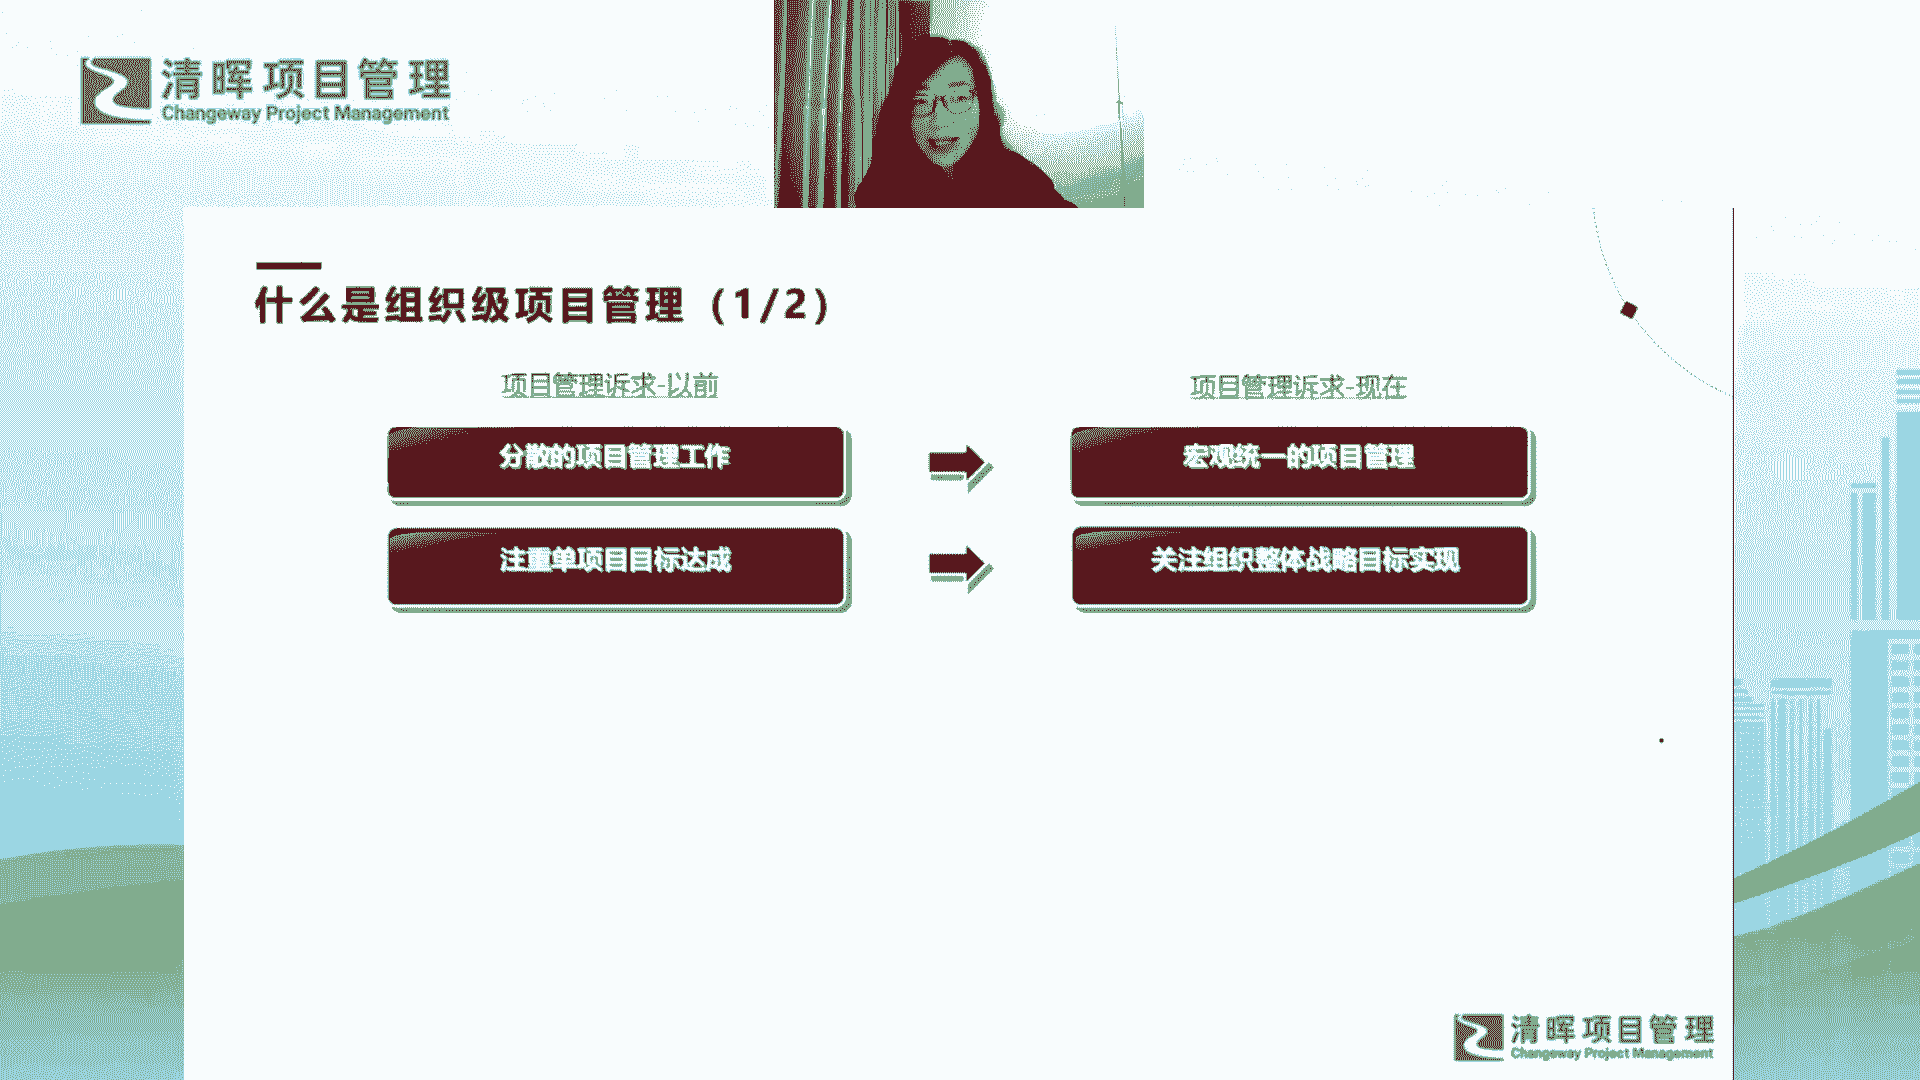 清晖项目管理
Changeway Project Management
什么是组织级项目管理（1/2）
项目管理诉求-以前
项目管理诉求-现在
分散的项目管理工作
宏观统一的项目管理
注重单项目目标达成
关注组织整体战略目标实现
清晖项目管理
Changeway Project Management